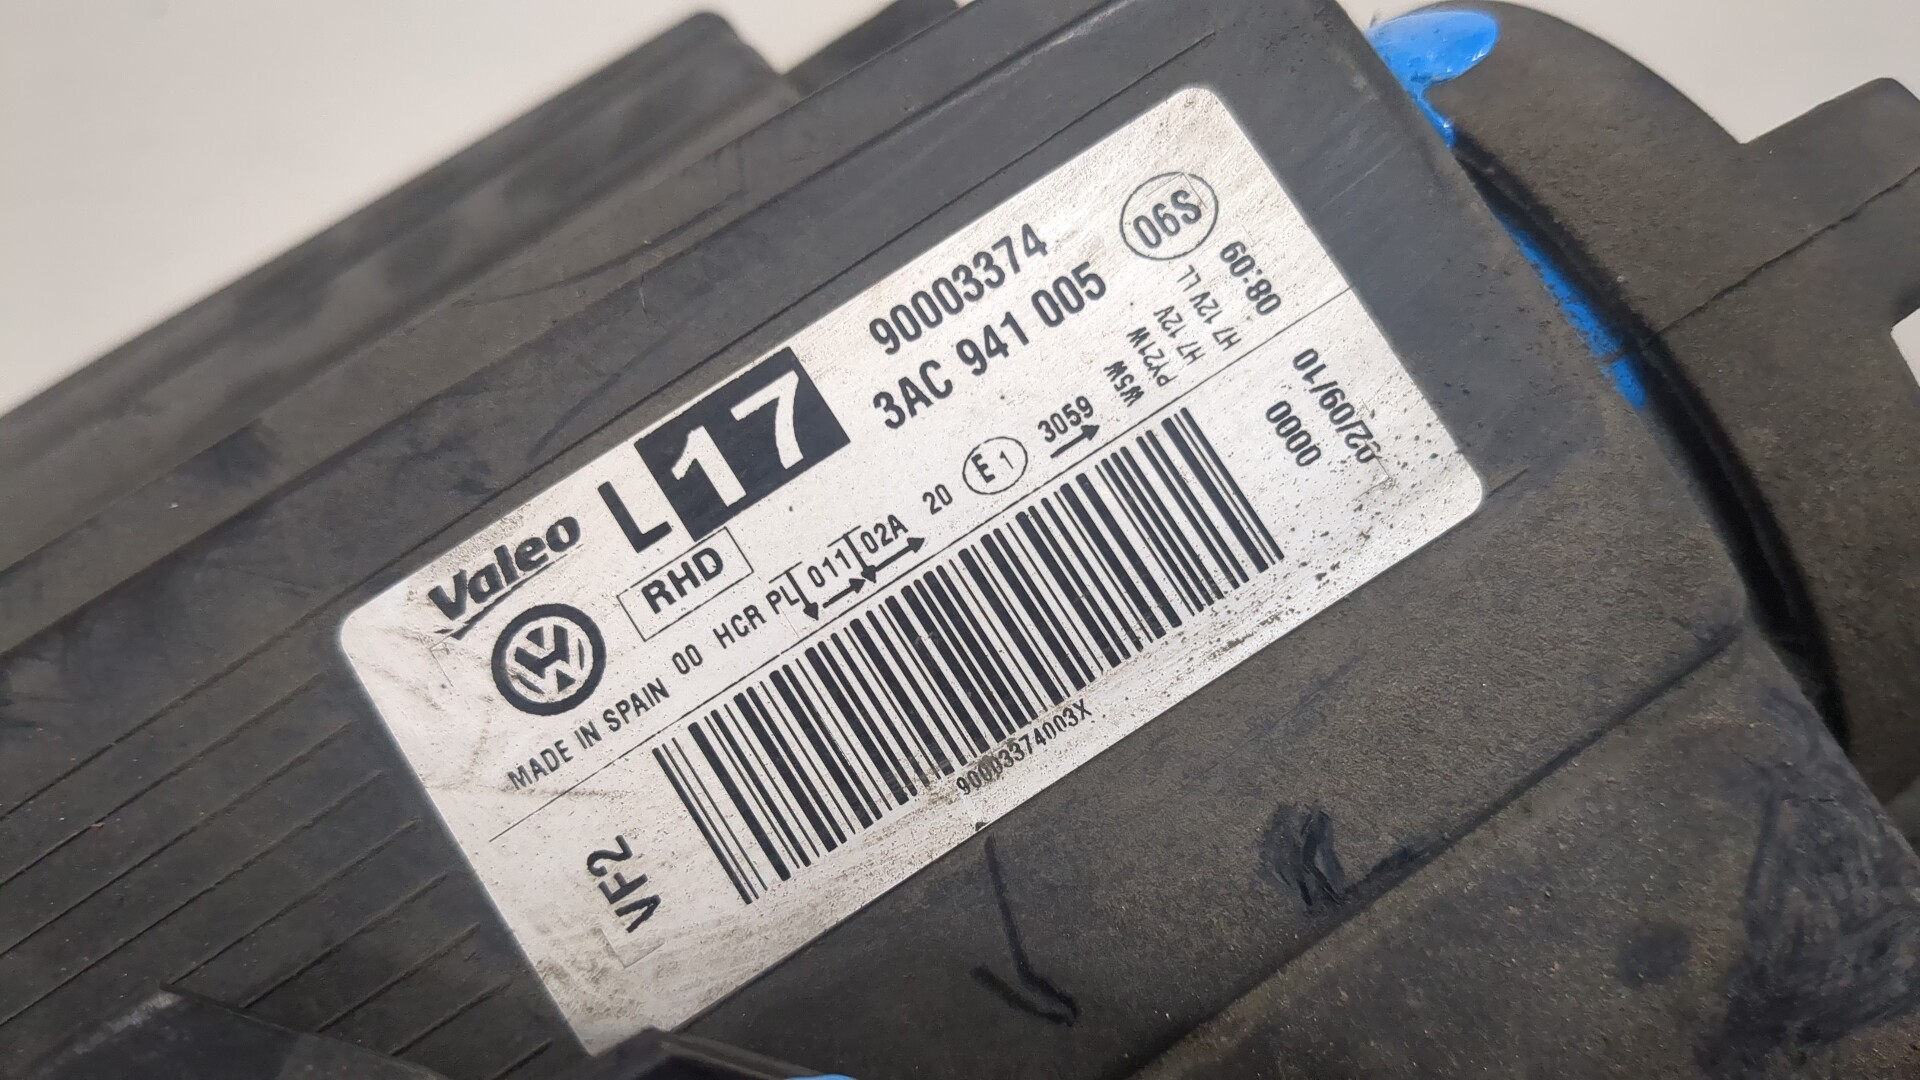 Valeo L 17 90003374
3AC 941 005
06S
RHD
MADE IN SPAIN 00 HCR PL 011 02A 20 E1 3059
W5W
PY21W
H7 12V
H7 12V LL
08:09
VF2
90003374003X
0000
02/09/10